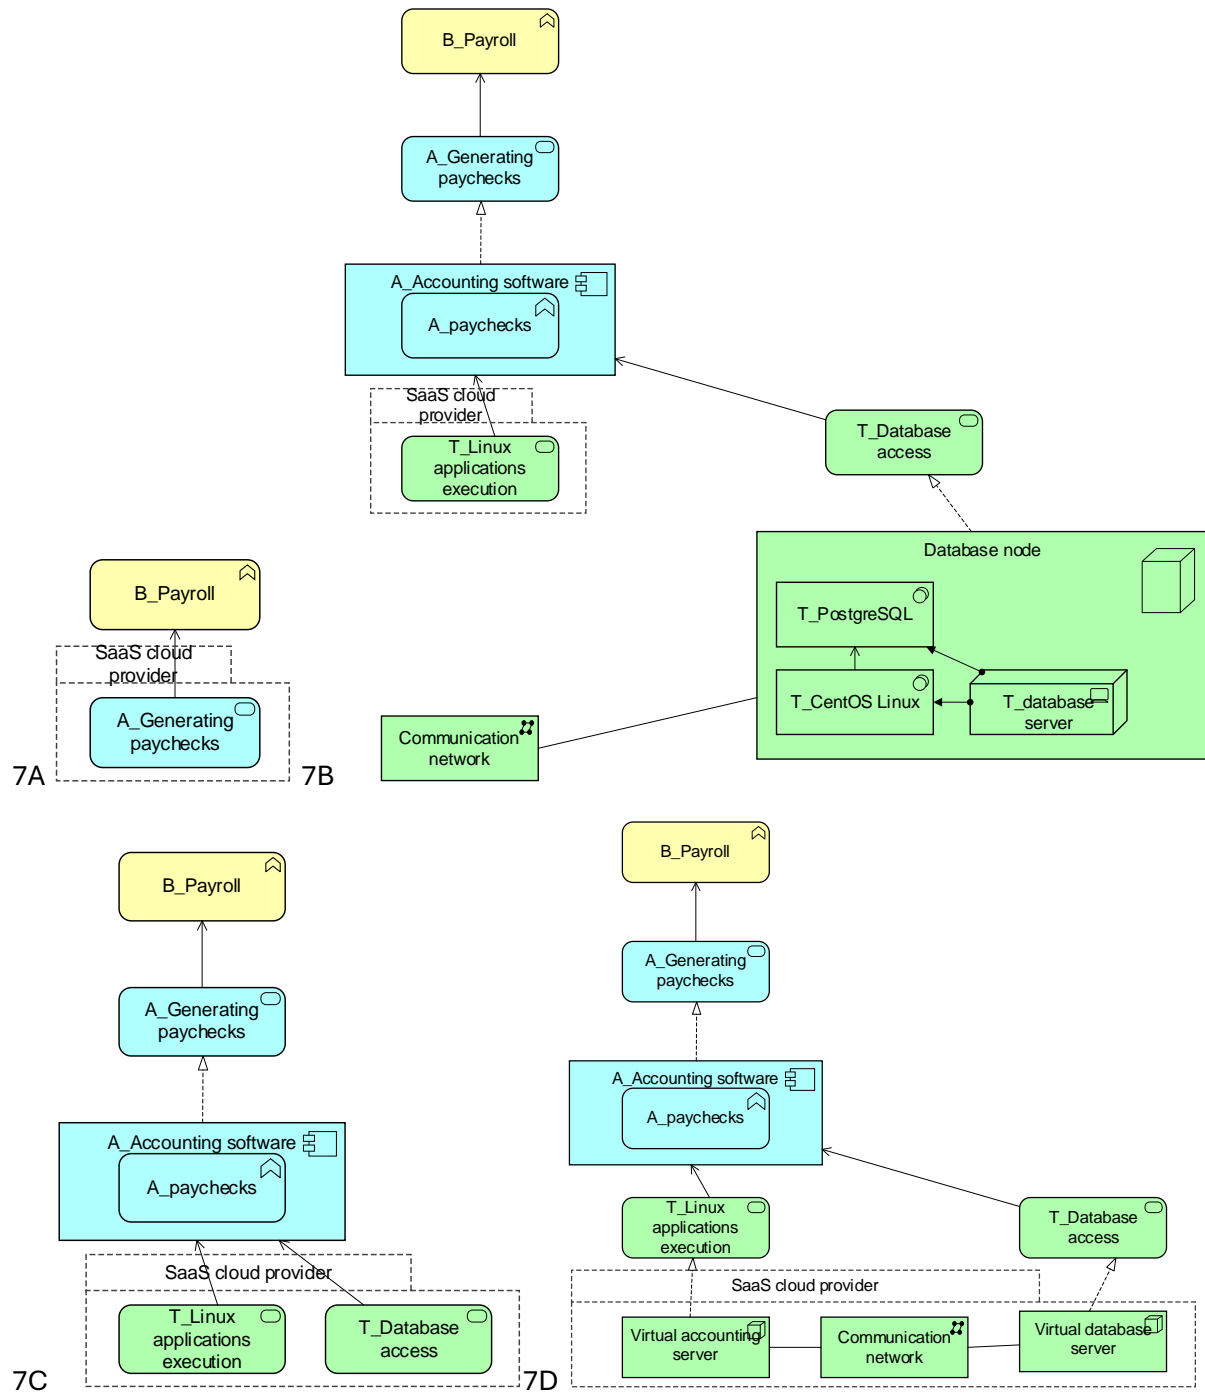 B_Payroll
A_Generating
paychecks
A_Accounting software
A_paychecks
SaaS cloud
provider
T_Linux
applications
execution
T_Database
access
Database node
T_PostgreSQL
T_CentOS Linux
T_database
server
Communication
network
B_Payroll
SaaS cloud
provider
A_Generating
paychecks
7A
7B
B_Payroll
A_Generating
paychecks
A_Accounting software
A_paychecks
SaaS cloud provider
T_Linux
applications
execution
T_Database
access
7C
B_Payroll
A_Generating
paychecks
A_Accounting software
A_paychecks
T_Linux
applications
execution
T_Database
access
SaaS cloud provider
Virtual accounting
server
Communication
network
Virtual database
server
7D